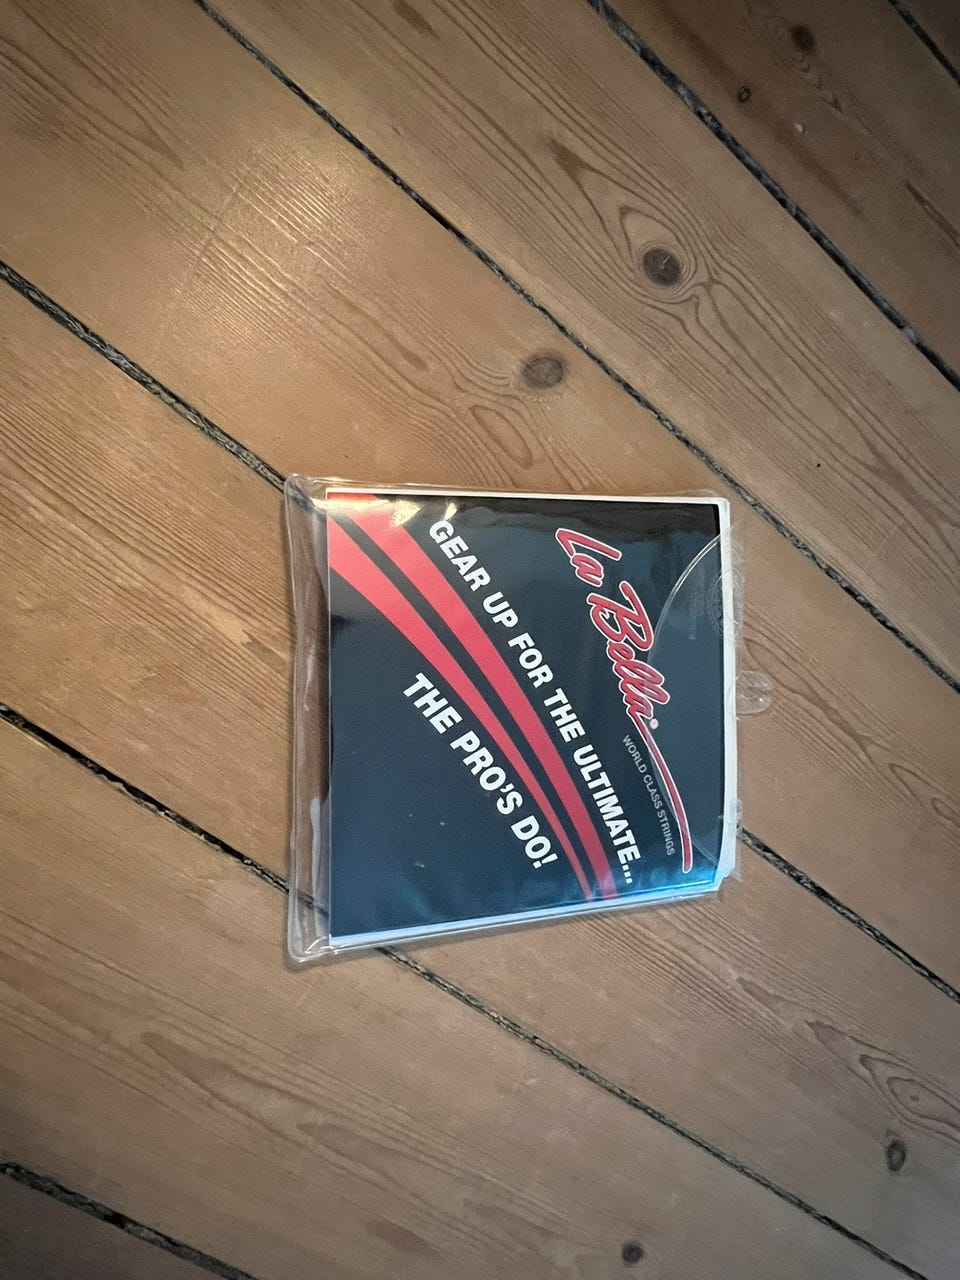 La Bella®
WORLD CLASS STRINGS
GEAR UP FOR THE ULTIMATE...
THE PRO'S DO!